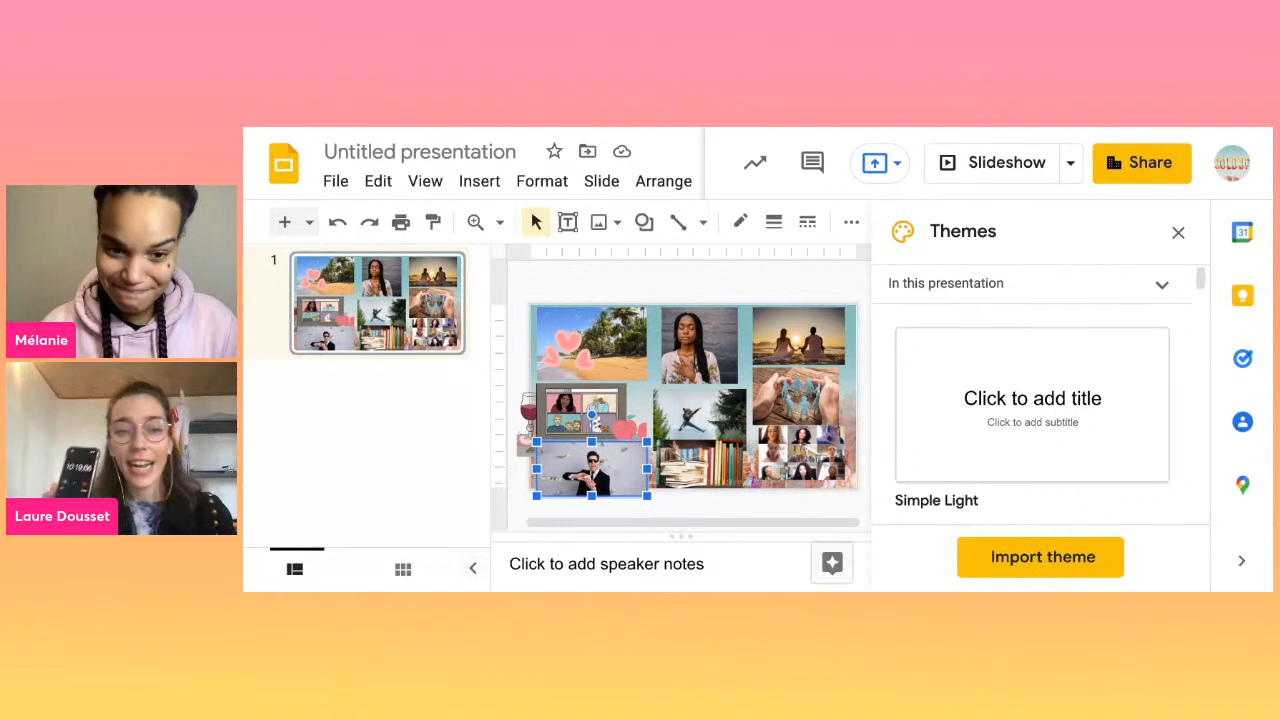 Untitled presentation
File Edit View Insert Format Slide Arrange
Slideshow
Share
1
Themes
In this presentation
Click to add title
Click to add subtitle
Simple Light
Import theme
Click to add speaker notes
Mélanie
Laure Dousset
31